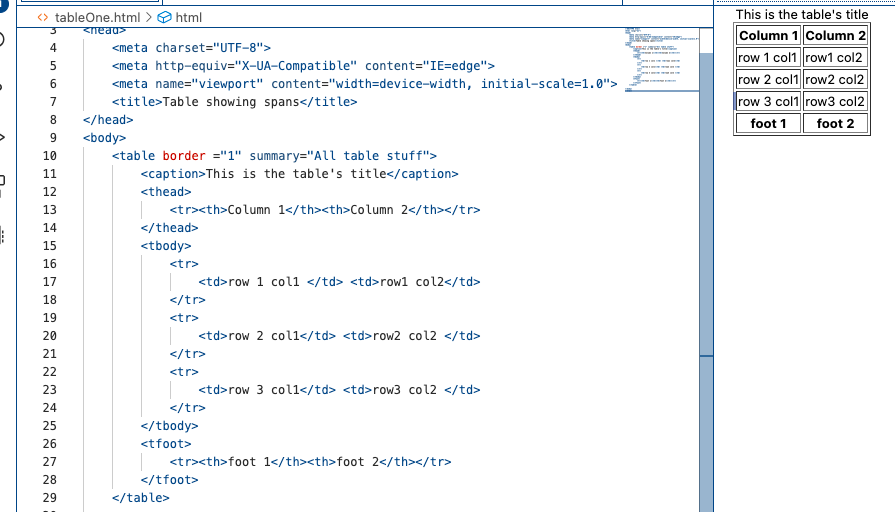 tableOne.html > html
3 <head>
4 <meta charset="UTF-8">
5 <meta http-equiv="X-UA-Compatible" content="IE=edge">
6 <meta name="viewport" content="width=device-width, initial-scale=1.0">
7 <title>Table showing spans</title>
8 </head>
9 <body>
10 <table border ="1" summary="All table stuff">
11 <caption>This is the table's title</caption>
12 <thead>
13 <tr><th>Column 1</th><th>Column 2</th></tr>
14 </thead>
15 <tbody>
16 <tr>
17 <td>row 1 col1 </td> <td>row1 col2</td>
18 </tr>
19 <tr>
20 <td>row 2 col1</td> <td>row2 col2 </td>
21 </tr>
22 <tr>
23 <td>row 3 col1</td> <td>row3 col2 </td>
24 </tr>
25 </tbody>
26 <tfoot>
27 <tr><th>foot 1</th><th>foot 2</th></tr>
28 </tfoot>
29 </table>
This is the table's title
Column 1 Column 2
row 1 col1 row1 col2
row 2 col1 row2 col2
row 3 col1 row3 col2
foot 1 foot 2